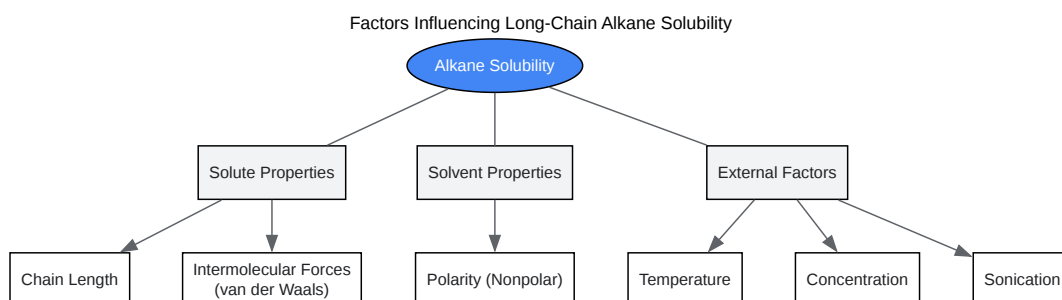 Factors Influencing Long-Chain Alkane Solubility
Alkane Solubility
Solute Properties
Solvent Properties
External Factors
Chain Length
Intermolecular Forces
(van der Waals)
Polarity (Nonpolar)
Temperature
Concentration
Sonication